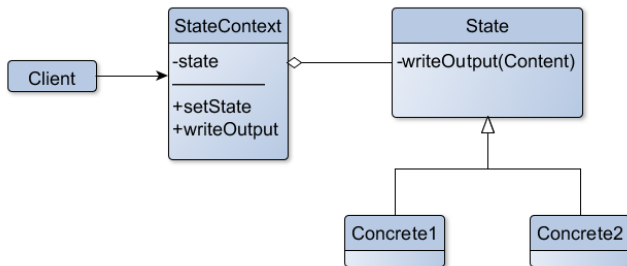 StateContext
-state
+setState
+writeOutput
State
-writeOutput(Content)
Client
Concrete1
Concrete2